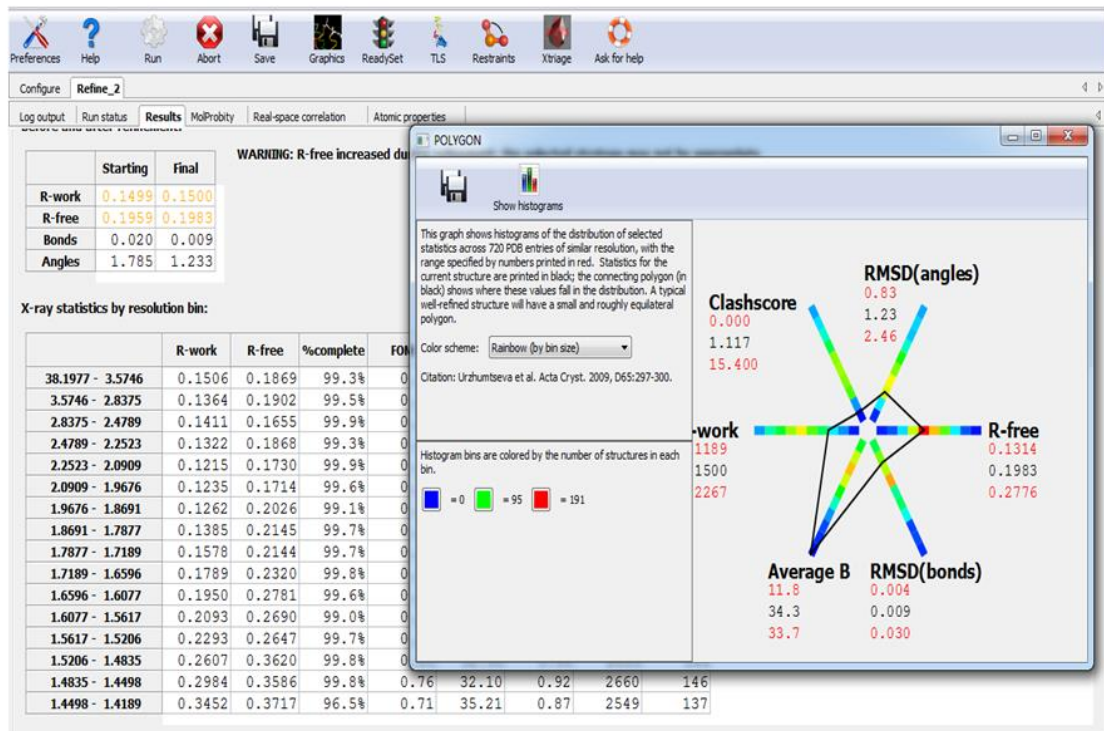 Preferences Help Run Abort Save Graphics ReadySet TLS Restraints Xtriage Ask for help
Configure Refine_2
Log output Run status Results MolProbity Real-space correlation Atomic properties
WARNING: R-free increased
Starting Final
R-work 0.1499 0.1500
R-free 0.1959 0.1983
Bonds 0.020 0.009
Angles 1.785 1.233
X-ray statistics by resolution bin:
R-work R-free %complete
38.1977 - 3.5746 0.1506 0.1869 99.3%
3.5746 - 2.8375 0.1364 0.1902 99.5%
2.8375 - 2.4789 0.1411 0.1655 99.9%
2.4789 - 2.2523 0.1322 0.1868 99.3%
2.2523 - 2.0909 0.1215 0.1730 99.9%
2.0909 - 1.9676 0.1235 0.1714 99.6%
1.9676 - 1.8691 0.1262 0.2026 99.1%
1.8691 - 1.7877 0.1385 0.2145 99.7%
1.7877 - 1.7189 0.1578 0.2144 99.7%
1.7189 - 1.6596 0.1789 0.2320 99.8%
1.6596 - 1.6077 0.1950 0.2781 99.6%
1.6077 - 1.5617 0.2093 0.2690 99.0%
1.5617 - 1.5206 0.2293 0.2647 99.7%
1.5206 - 1.4835 0.2607 0.3620 99.8%
1.4835 - 1.4498 0.2984 0.3586 99.8% 0.76 32.10 0.92 2660 146
1.4498 - 1.4189 0.3452 0.3717 96.5% 0.71 35.21 0.87 2549 137
POLYGON
Show histograms
This graph shows histograms of the distribution of selected
statistics across 720 PDB entries of similar resolution, with the
range specified by numbers printed in red. Statistics for the
current structure are printed in black; the connecting polygon (in
black) shows where these values fall in the distribution. A typical
well-refined structure will have a small and roughly equilateral
polygon.
Color scheme: Rainbow (by bin size)
Citation: Urzhumtseva et al. Acta Cryst. 2009, D65:297-300.
Histogram bins are colored by the number of structures in each
bin.
= 0 = 95 = 191
RMSD(angles)
0.83
1.23
2.46
Clashscore
0.000
1.117
15.400
-work
1189
1500
2267
R-free
0.1314
0.1983
0.2776
Average B
11.8
34.3
33.7
RMSD(bonds)
0.004
0.009
0.030